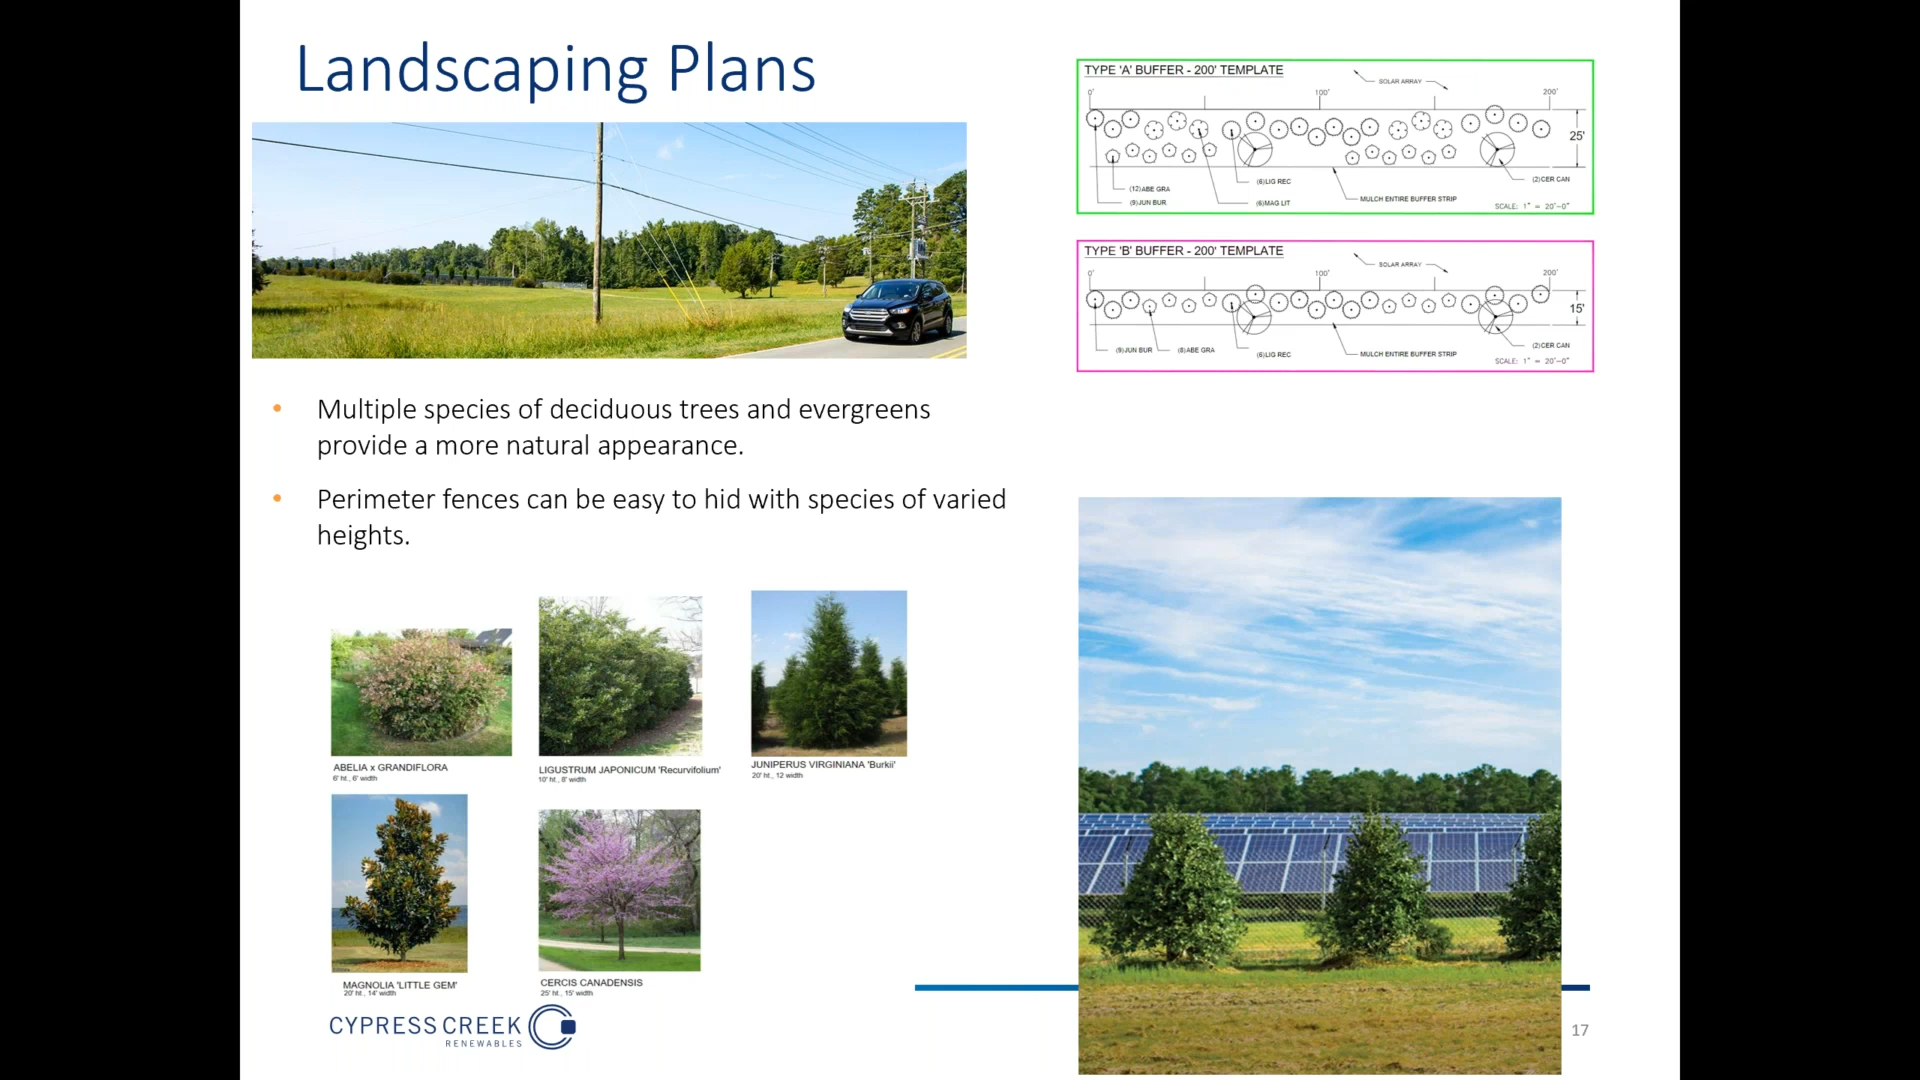 Landscaping Plans
TYPE 'A' BUFFER - 200' TEMPLATE
SOLAR ARRAY
0'
100'
200'
25'
(12)ABE GRA
(9)JUN BUR
(6)LIG REC
(6)MAG LIT
MULCH ENTIRE BUFFER STRIP
(2)CER CAN
SCALE: 1" = 20'-0"
TYPE 'B' BUFFER - 200' TEMPLATE
SOLAR ARRAY
0'
100'
200'
15'
(9)JUN BUR
(8)ABE GRA
(6)LIG REC
MULCH ENTIRE BUFFER STRIP
(2)CER CAN
SCALE: 1" = 20'-0"
• Multiple species of deciduous trees and evergreens
provide a more natural appearance.
• Perimeter fences can be easy to hid with species of varied
heights.
ABELIA x GRANDIFLORA
6' ht., 6' width
LIGUSTRUM JAPONICUM 'Recurvifolium'
10' ht., 8' width
JUNIPERUS VIRGINIANA 'Burkii'
20' ht., 12 width
MAGNOLIA 'LITTLE GEM'
20' ht., 14' width
CERCIS CANADENSIS
25' ht., 15' width
CYPRESS CREEK
RENEWABLES
17